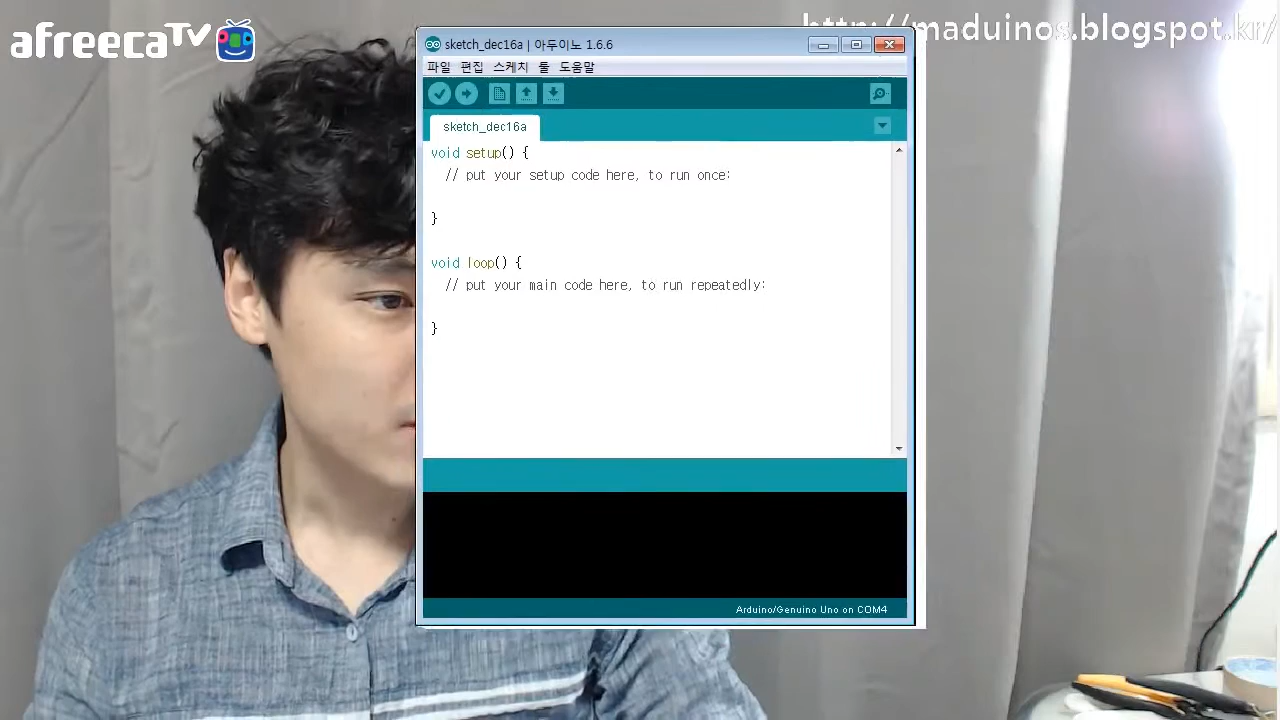 afreecaTV
http://maduinos.blogspot.kr/
sketch_dec16a | 아두이노 1.6.6
파일 편집 스케치 툴 도움말
sketch_dec16a
void setup() {
// put your setup code here, to run once:
}
void loop() {
// put your main code here, to run repeatedly:
}
Arduino/Genuino Uno on COM4